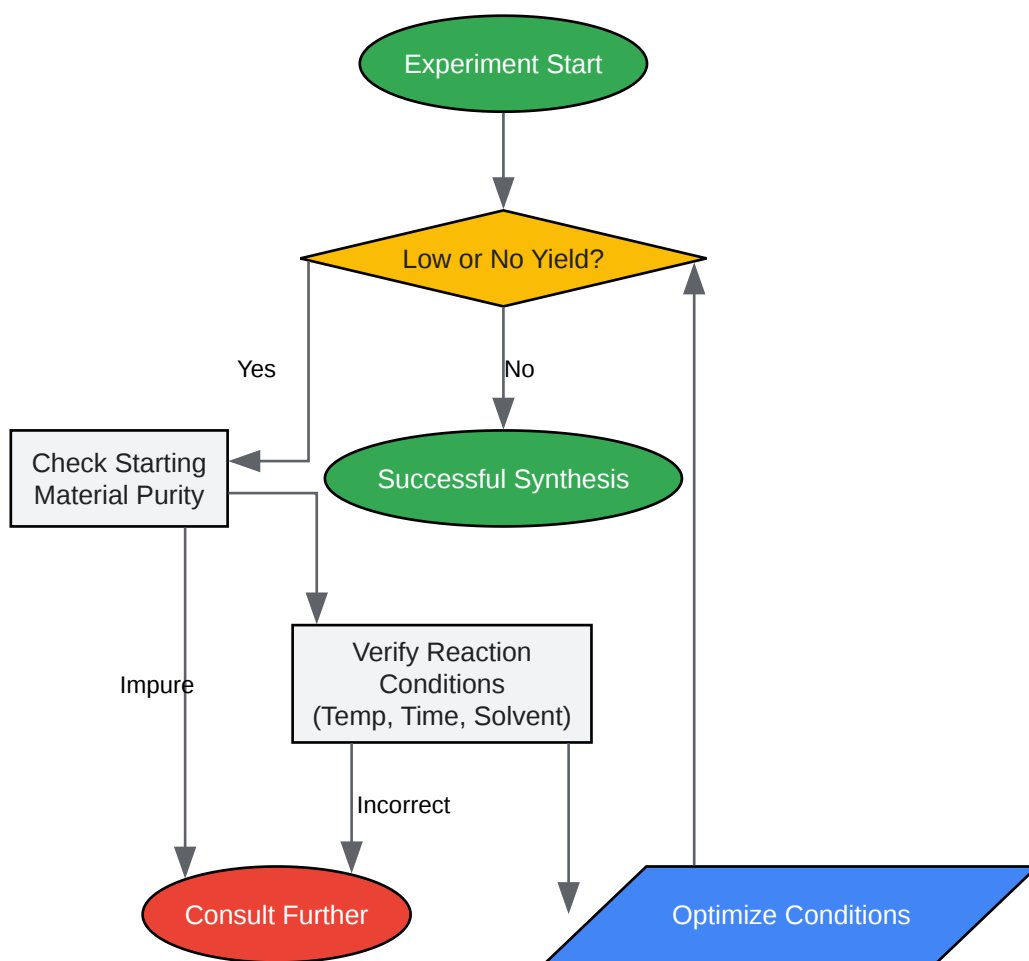 Experiment Start
Low or No Yield?
Yes
No
Check Starting
Material Purity
Successful Synthesis
Verify Reaction
Conditions
(Temp, Time, Solvent)
Impure
Incorrect
Consult Further
Optimize Conditions